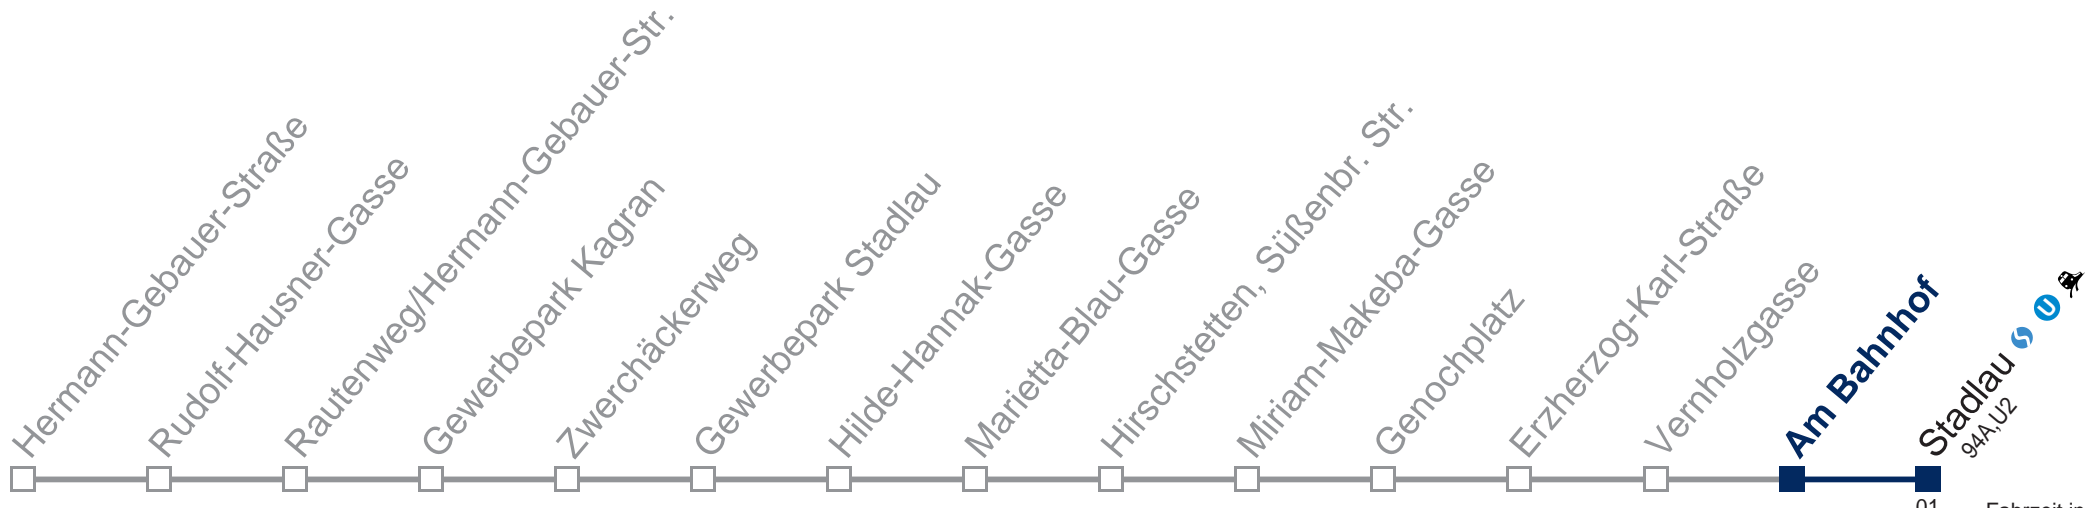 Hermann-Gebauer-Straße
Rudolf-Hausner-Gasse
Rautenweg/Hermann-Gebauer-Str.
Gewerbepark Kagran
Zwerchäckerweg
Gewerbepark Stadlau
Hilde-Hannak-Gasse
Marietta-Blau-Gasse
Hirschstetten, Süßenbr. Str.
Miriam-Makeba-Gasse
Genochplatz
Erzherzog-Karl-Straße
Vernholzgasse
Am Bahnhof
Stadlau S U
94A,U2
01
Fahrzeit in